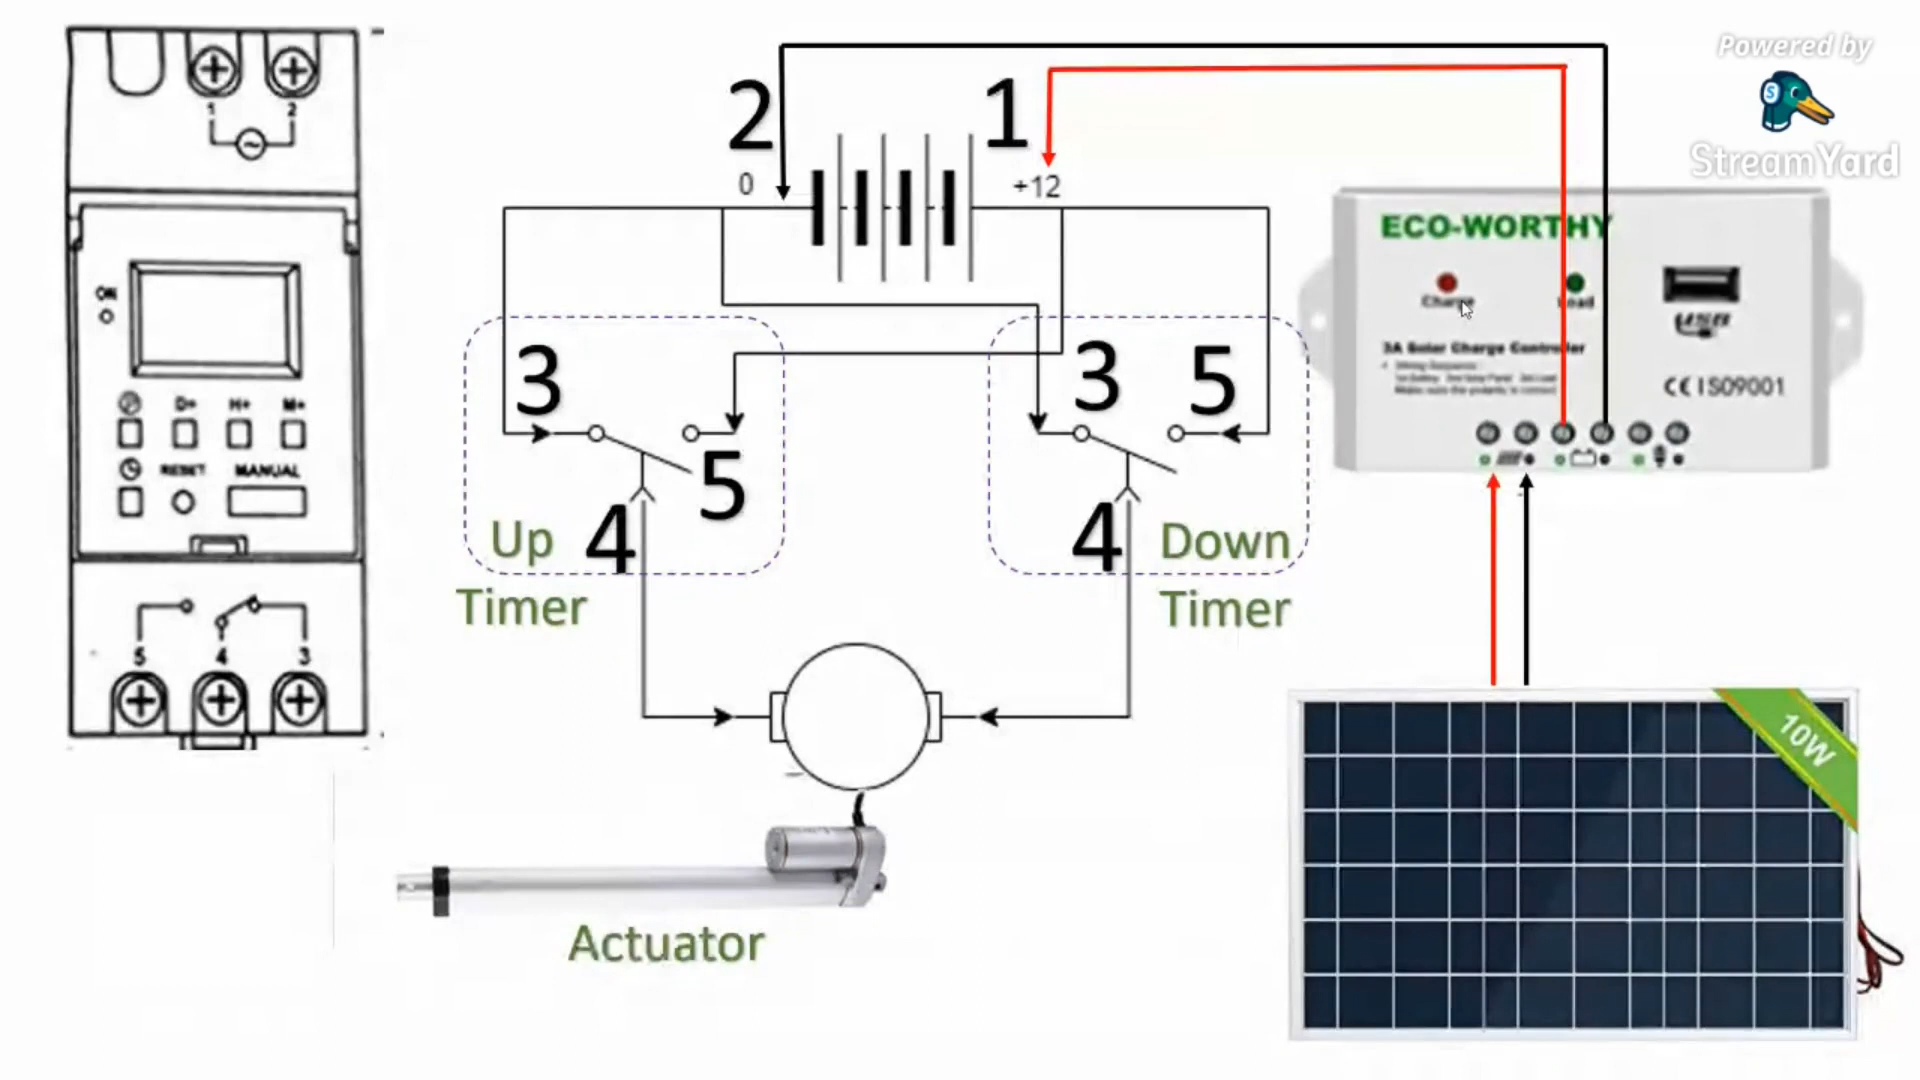 Powered by
StreamYard
1 2
ON
D+ H+ M+
RESET MANUAL
5 4 3
2 1
0 +12
3 5
4
Up
Timer
3 5
4
Down
Timer
Actuator
ECO-WORTHY
Charge Load
USB
3A Solar Charge Controller
CE ISO9001
10W